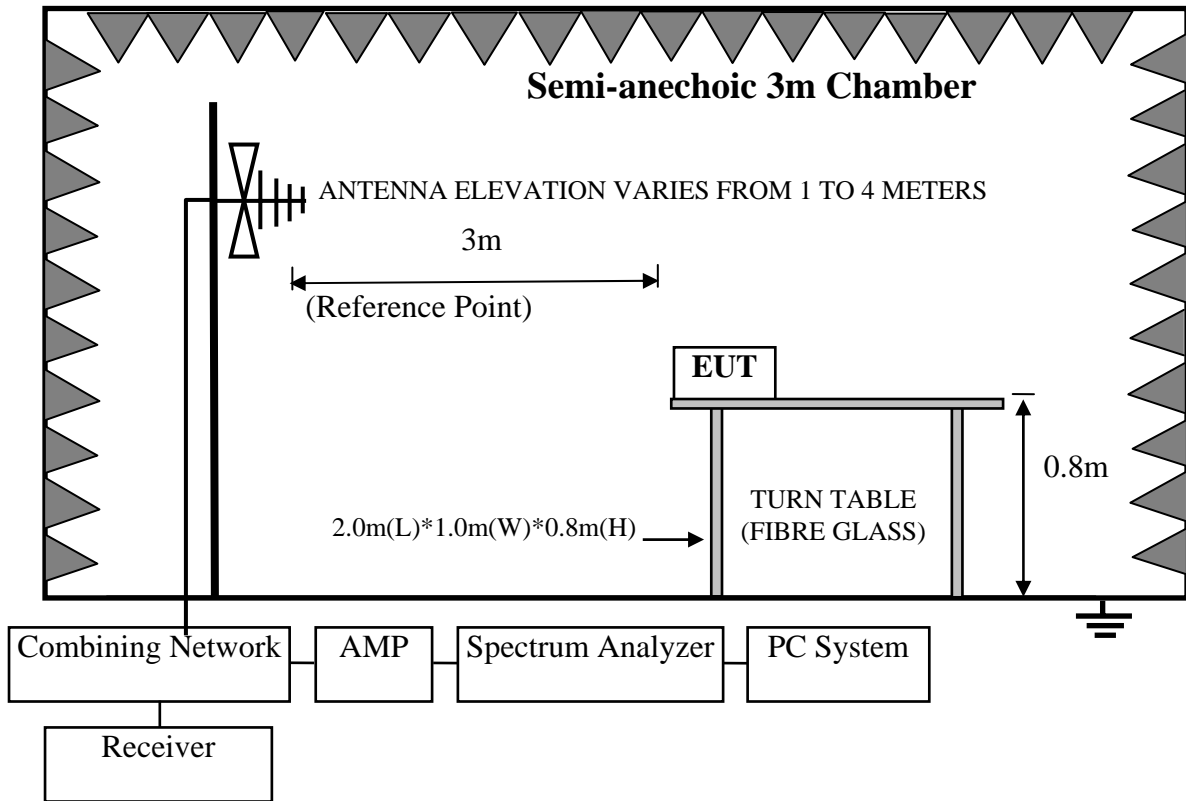 Semi-anechoic 3m Chamber
ANTENNA ELEVATION VARIES FROM 1 TO 4 METERS
3m
(Reference Point)
EUT
0.8m
TURN TABLE
(FIBRE GLASS)
2.0m(L)*1.0m(W)*0.8m(H)
Combining Network
AMP
Spectrum Analyzer
PC System
Receiver